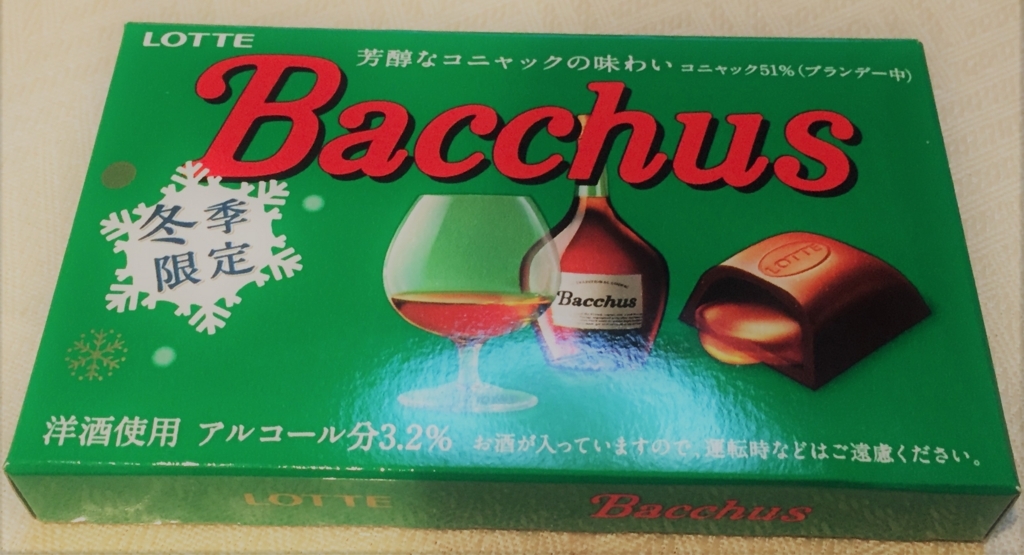 LOTTE
芳醇なコニャックの味わい コニャック51%(ブランデー中)
Bacchus
冬季
限定
Bacchus
LOTTE
洋酒使用 アルコール分3.2% お酒が入っていますので、運転時などはご遠慮ください。
LOTTE
Bacchus